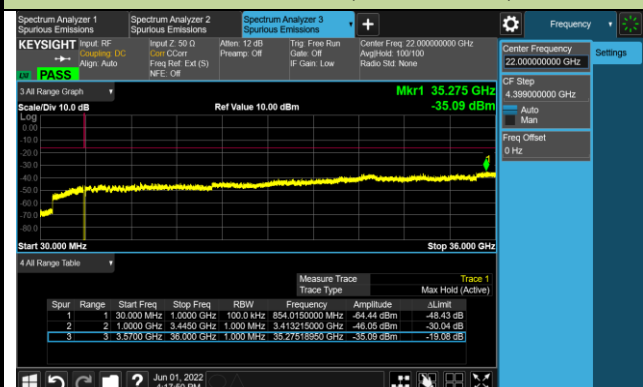 Spectrum Analyzer 1
Spurious Emissions
Spectrum Analyzer 2
Spurious Emissions
Spectrum Analyzer 3
Spurious Emissions
Frequency
KEYSIGHT
Input: RF
Coupling: DC
Align: Auto
Input Z: 50 Ω
Corr CCorr
Freq Ref: Ext (S)
NFE: Off
Atten: 12 dB
Preamp: Off
Trig: Free Run
Gate: Off
IF Gain: Low
Center Freq: 22.000000000 GHz
Avg|Hold: 100/100
Radio Std: None
PASS
Center Frequency
22.000000000 GHz
Settings
CF Step
4.399000000 GHz
Auto
Man
Freq Offset
0 Hz
3 All Range Graph
Mkr1 35.275 GHz
Scale/Div 10.0 dB
Ref Value 10.00 dBm
-35.09 dBm
Log
0.00
-10.0
-20.0
-30.0
-40.0
-50.0
-60.0
-70.0
-80.0
Start 30.000 MHz
Stop 36.000 GHz
4 All Range Table
Measure Trace Trace 1
Trace Type Max Hold (Active)
Spur Range Start Freq Stop Freq RBW Frequency Amplitude ΔLimit
1 1 30.000 MHz 1.0000 GHz 100.0 kHz 854.0150000 MHz -64.44 dBm -48.43 dB
2 2 1.0000 GHz 3.4450 GHz 1.000 MHz 3.413215000 GHz -46.05 dBm -30.04 dB
3 3 3.5700 GHz 36.000 GHz 1.000 MHz 35.27518950 GHz -35.09 dBm -19.08 dB
Jun 01, 2022
4:17:50 PM